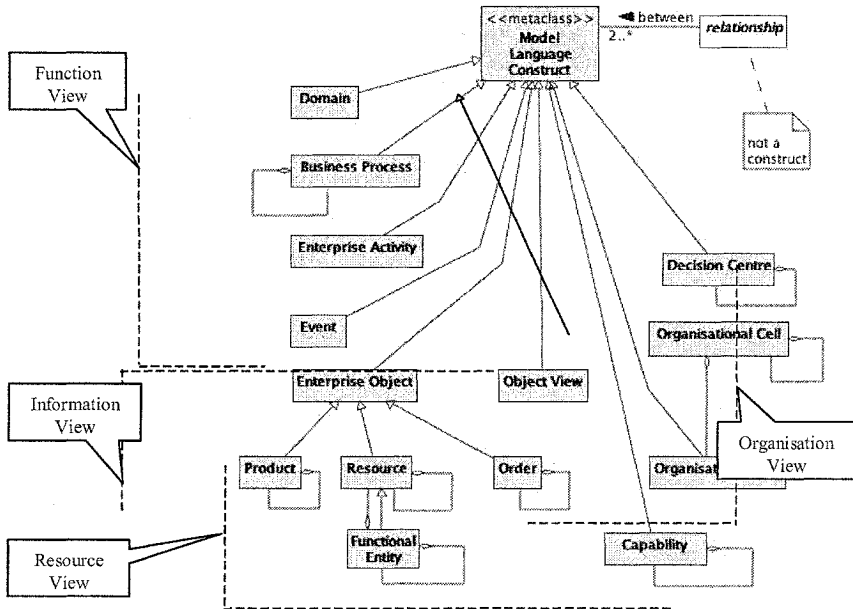 <<metaclass>>
Model
Language
Construct
between
2..*
relationship
not a
construct
Function
View
Domain
Business Process
Enterprise Activity
Event
Decision Centre
Organisational Cell
Enterprise Object
Object View
Information
View
Organisation
View
Product
Resource
Order
Organisat
Functional
Entity
Capability
Resource
View